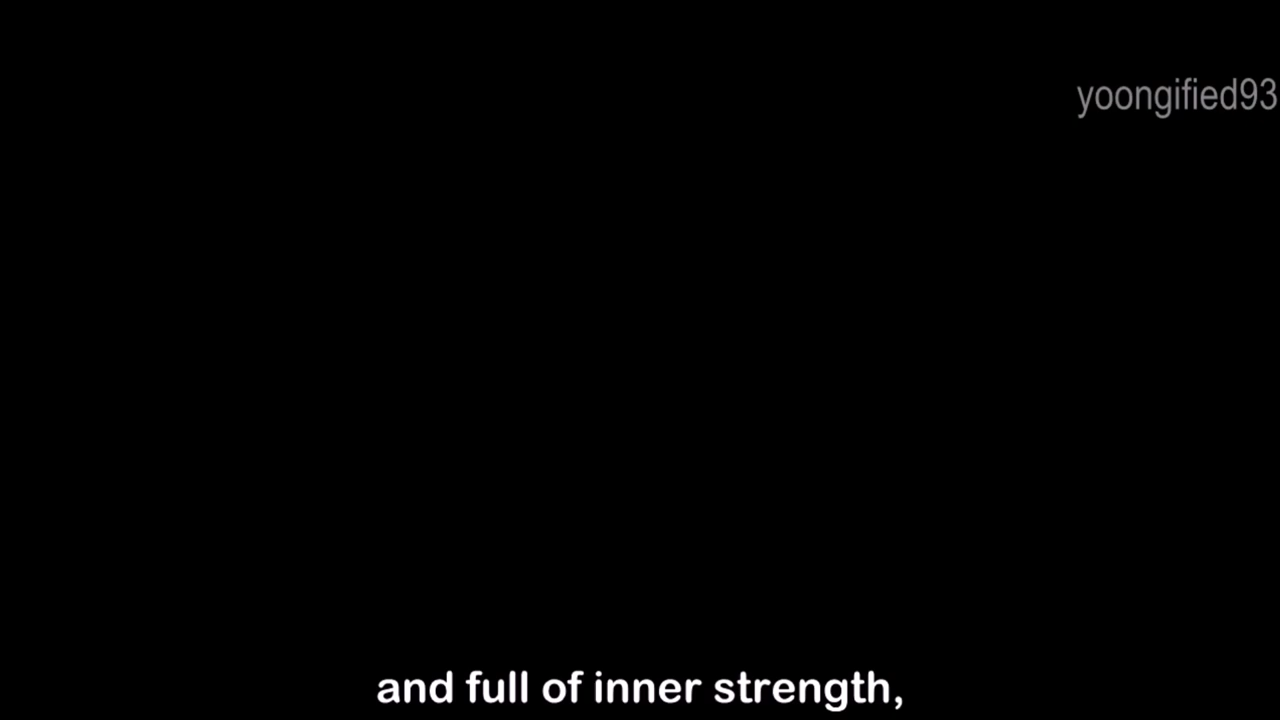 yoongified93
and full of inner strength,